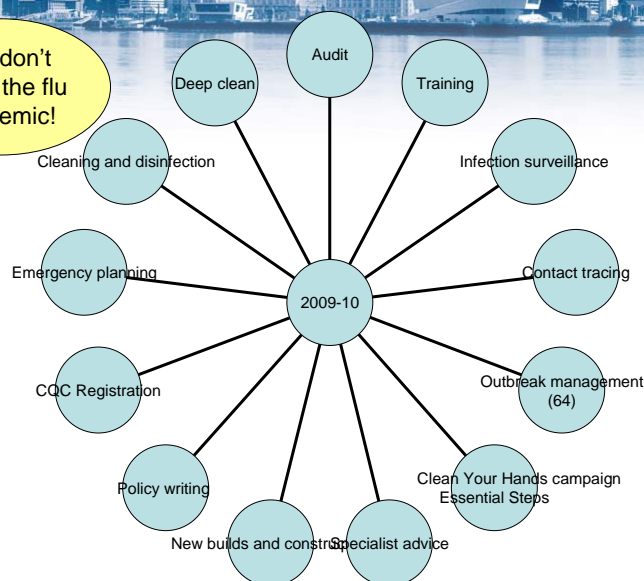 don't
the flu
emic!
Audit
Deep clean
Training
Cleaning and disinfection
Infection surveillance
Emergency planning
Contact tracing
2009-10
CQC Registration
Outbreak management
(64)
Policy writing
Clean Your Hands campaign
Essential Steps
New builds and constru
Specialist advice